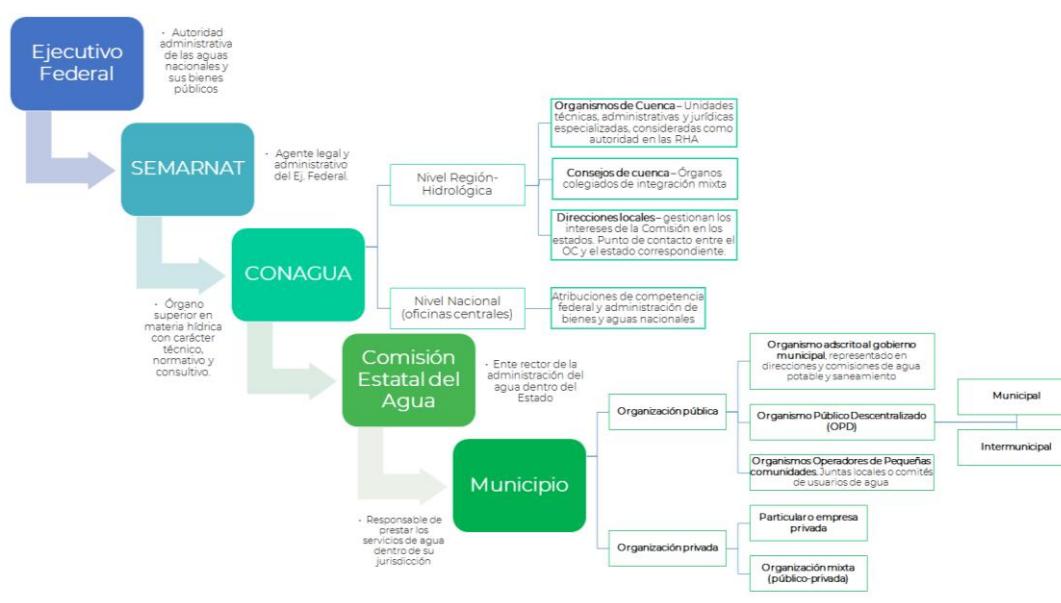 Ejecutivo
Federal
• Autoridad
administrativa
de las aguas
nacionales y
sus bienes
públicos
SEMARNAT
• Agente legal y
administrativo
del Ej. Federal.
CONAGUA
• Órgano
superior en
materia hídrica
con carácter
técnico,
normativo y
consultivo.
Nivel Región-
Hidrológica
Organismos de Cuenca – Unidades
técnicas, administrativas y jurídicas
especializadas, consideradas como
autoridad en las RHA
Consejos de cuenca – Órganos
colegiados de integración mixta
Direcciones locales – gestionan los
intereses de la Comisión en los
estados. Punto de contacto entre el
OC y el estado correspondiente.
Nivel Nacional
(oficinas centrales)
Atribuciones de competencia
federal y administración de
bienes y aguas nacionales
Comisión
Estatal del
Agua
• Ente rector de la
administración del
agua dentro del
Estado
Municipio
• Responsable de
prestar los
servicios de agua
dentro de su
jurisdicción
Organización pública
Organismo adscrito al gobierno
municipal, representado en
direcciones y comisiones de agua
potable y saneamiento
Organismo Público Descentralizado
(OPD)
Municipal
Intermunicipal
Organismos Operadores de Pequeñas
comunidades. Juntas locales o comités
de usuarios de agua
Organización privada
Particular o empresa
privada
Organización mixta
(público-privada)